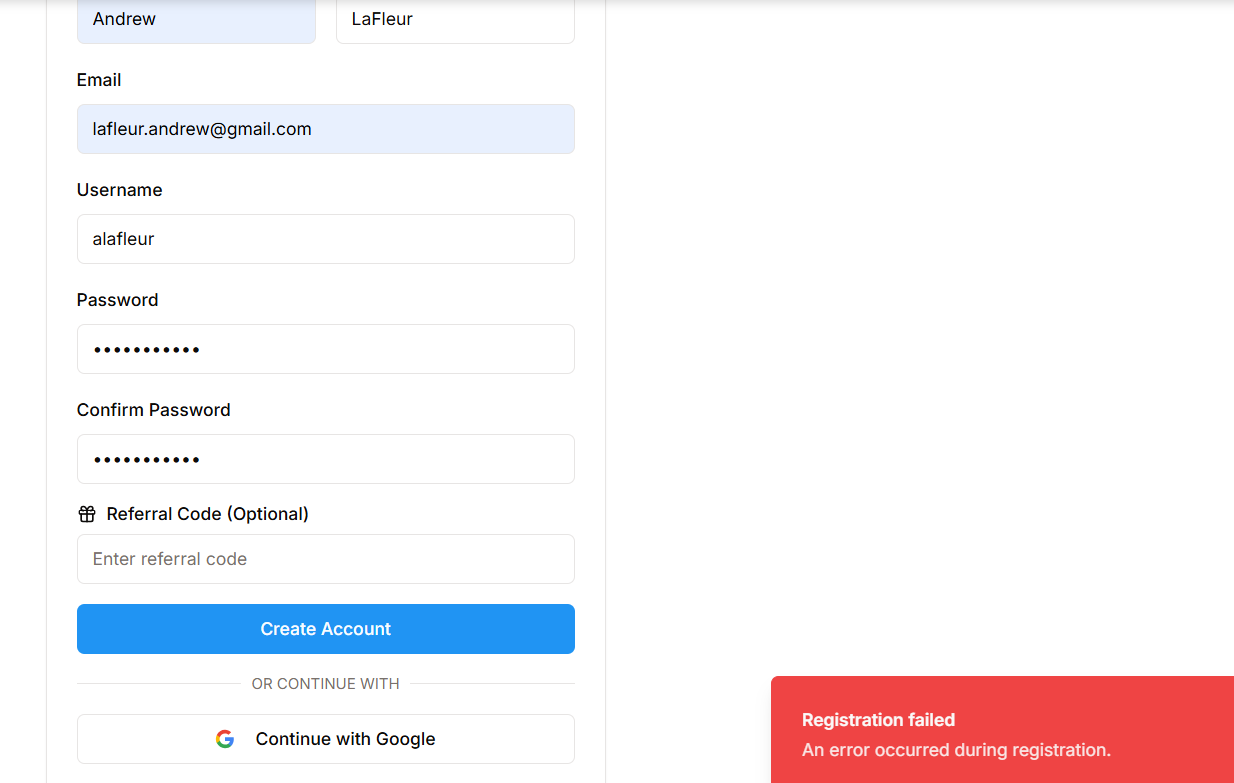 Andrew LaFleur
Email
lafleur.andrew@gmail.com
Username
alafleur
Password
•••••••••••
Confirm Password
•••••••••••
Referral Code (Optional)
Enter referral code
Create Account
OR CONTINUE WITH
Continue with Google
Registration failed
An error occurred during registration.